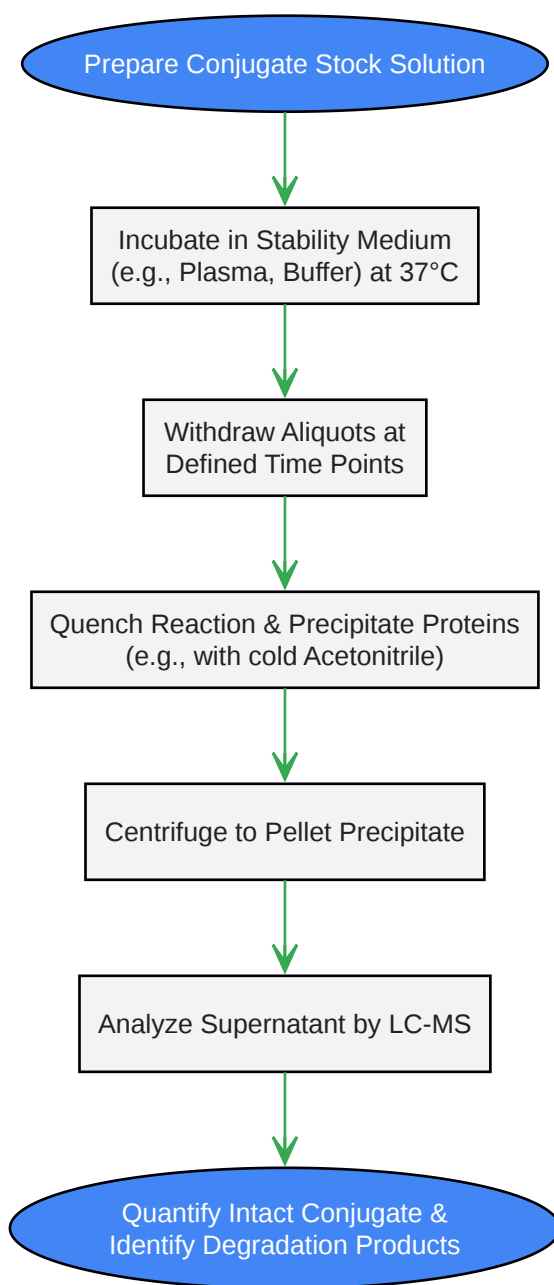 Prepare Conjugate Stock Solution
Incubate in Stability Medium
(e.g., Plasma, Buffer) at 37°C
Withdraw Aliquots at
Defined Time Points
Quench Reaction & Precipitate Proteins
(e.g., with cold Acetonitrile)
Centrifuge to Pellet Precipitate
Analyze Supernatant by LC-MS
Quantify Intact Conjugate &
Identify Degradation Products